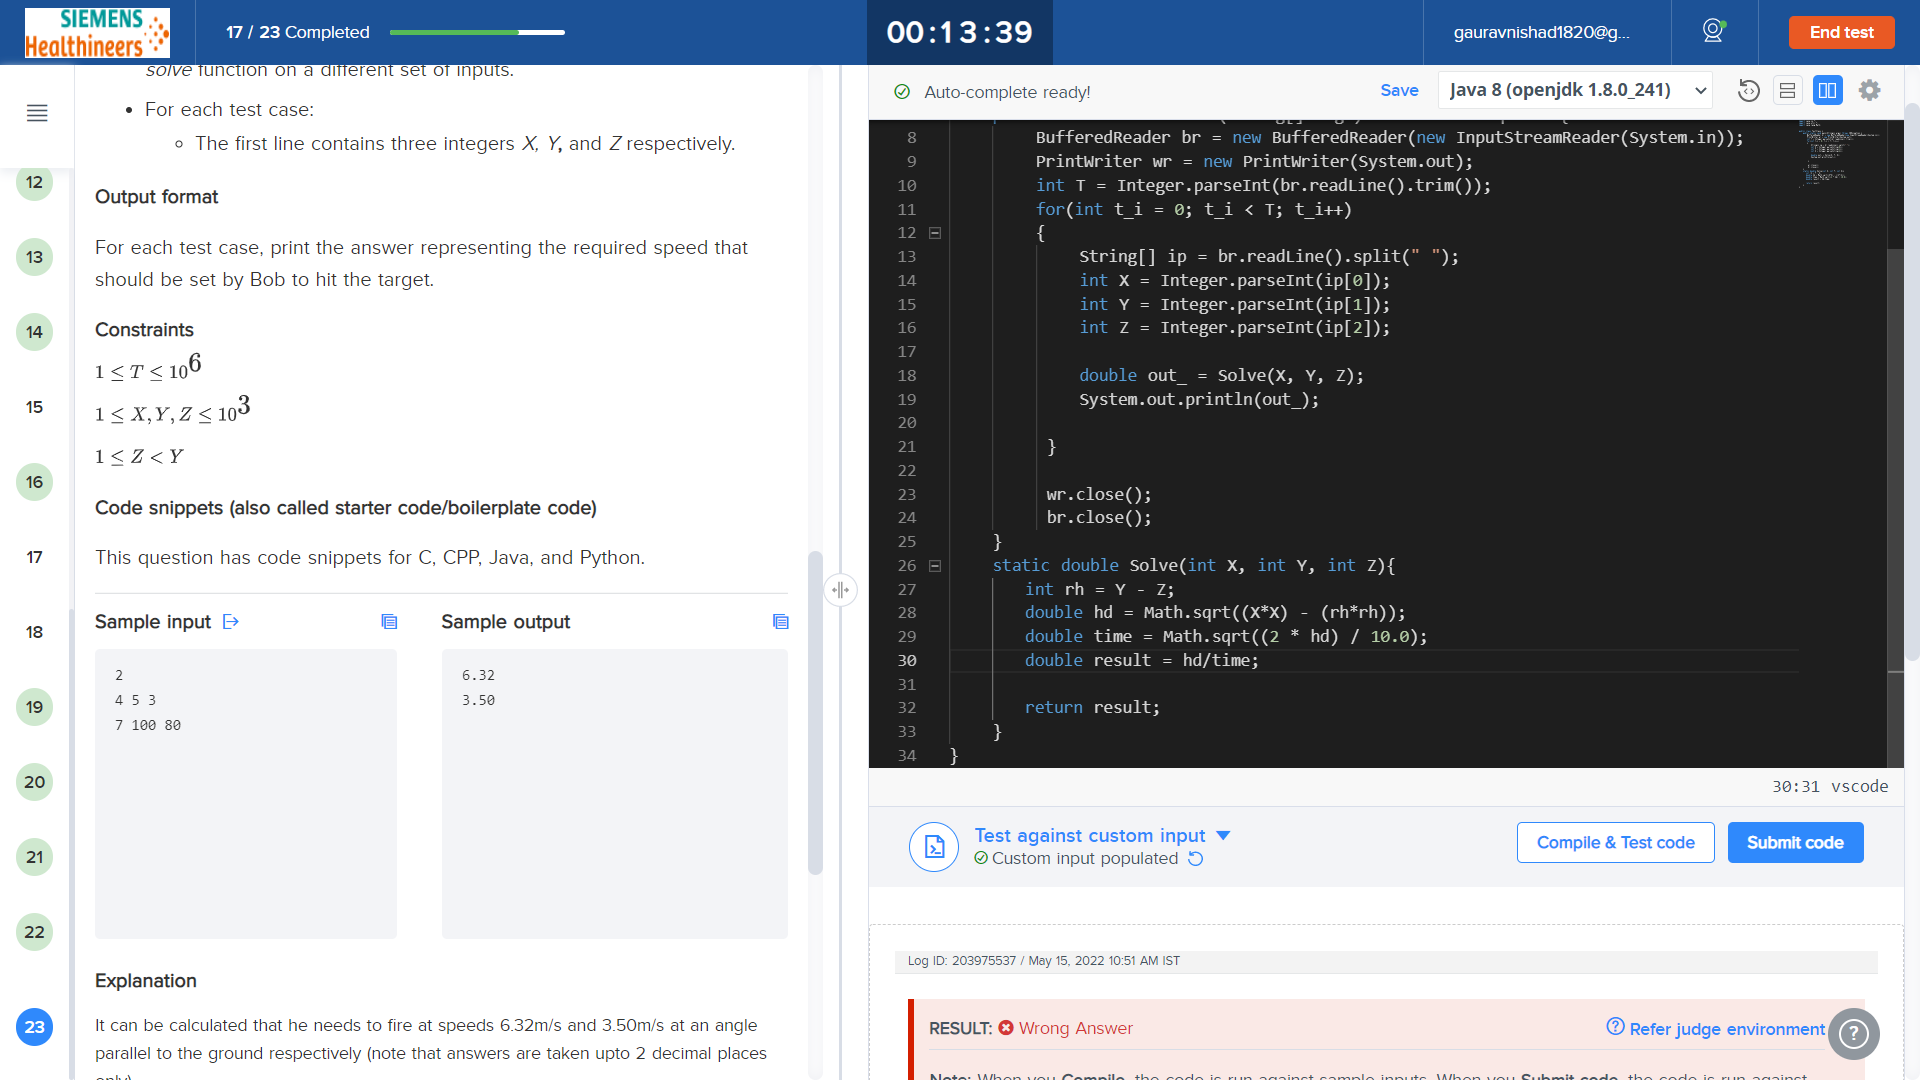 SIEMENS
Healthineers
17 / 23 Completed
00:13:39
gauravnishad1820@g...
End test
solve function on a different set of inputs.
For each test case:
The first line contains three integers X, Y, and Z respectively.
12
13
14
15
16
17
18
19
20
21
22
23
Output format
For each test case, print the answer representing the required speed that
should be set by Bob to hit the target.
Constraints
1 ≤ T ≤ 10^6
1 ≤ X, Y, Z ≤ 10^3
1 ≤ Z < Y
Code snippets (also called starter code/boilerplate code)
This question has code snippets for C, CPP, Java, and Python.
Sample input
2
4 5 3
7 100 80
Sample output
6.32
3.50
Explanation
It can be calculated that he needs to fire at speeds 6.32m/s and 3.50m/s at an angle
parallel to the ground respectively (note that answers are taken upto 2 decimal places
only)
Auto-complete ready!
Save
Java 8 (openjdk 1.8.0_241)
8 BufferedReader br = new BufferedReader(new InputStreamReader(System.in));
9 PrintWriter wr = new PrintWriter(System.out);
10 int T = Integer.parseInt(br.readLine().trim());
11 for(int t_i = 0; t_i < T; t_i++)
12 {
13 String[] ip = br.readLine().split(" ");
14 int X = Integer.parseInt(ip[0]);
15 int Y = Integer.parseInt(ip[1]);
16 int Z = Integer.parseInt(ip[2]);
17
18 double out_ = Solve(X, Y, Z);
19 System.out.println(out_);
20
21 }
22
23 wr.close();
24 br.close();
25 }
26 static double Solve(int X, int Y, int Z){
27 int rh = Y - Z;
28 double hd = Math.sqrt((X*X) - (rh*rh));
29 double time = Math.sqrt((2 * hd) / 10.0);
30 double result = hd/time;
31
32 return result;
33 }
34 }
30:31 vscode
Test against custom input
Custom input populated
Compile & Test code
Submit code
Log ID: 203975537 / May 15, 2022 10:51 AM IST
RESULT: Wrong Answer
Refer judge environment
?
Note: When you Compile, the code is run against sample inputs. When you Submit code, the code is run against